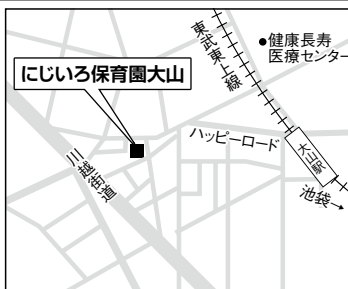 東武東上線
●健康長寿
医療センター
にじいろ保育園大山
ハッピーロード
大山駅
川越街道
池袋→